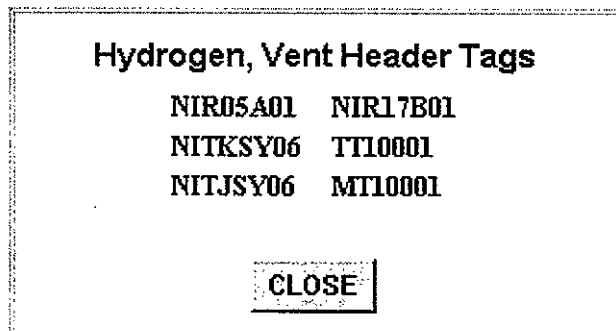 Hydrogen, Vent Header Tags
NIR05A01 NIR17B01
NITKSY06 TT10001
NITJSY06 MT10001
CLOSE